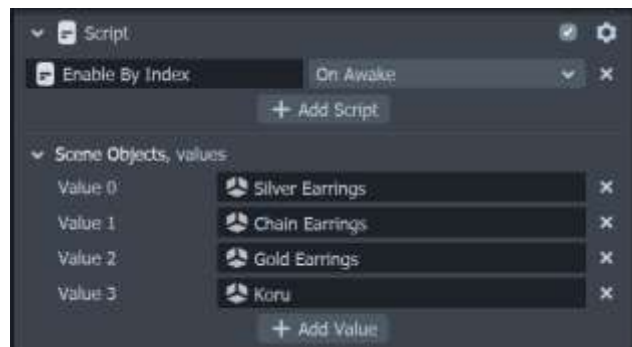 Script
Enable By Index On Awake
+ Add Script
Scene Objects, values
Value 0 Silver Earrings
Value 1 Chain Earrings
Value 2 Gold Earrings
Value 3 Koru
+ Add Value